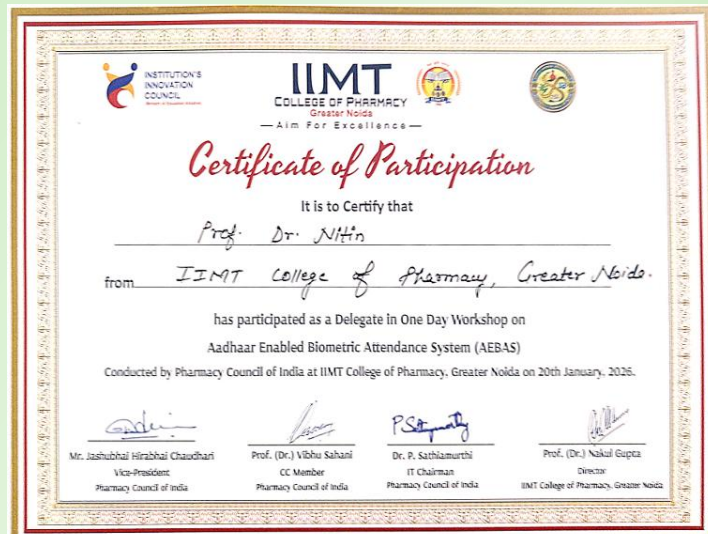 INSTITUTION'S
INNOVATION
COUNCIL
IIMT
COLLEGE OF PHARMACY
Greater Noida
Aim For Excellence
Certificate of Participation
It is to Certify that
Prof. Dr. Nitin
from IIMT College of Pharmacy, Greater Noida.
has participated as a Delegate in One Day Workshop on
Aadhaar Enabled Biometric Attendance System (AEBAS)
Conducted by Pharmacy Council of India at IIMT College of Pharmacy, Greater Noida on 20th January, 2026.
Mr. Jashubhai Hirabhai Chaudhari
Vice-President
Pharmacy Council of India
Prof. (Dr.) Vibhu Sahani
CC Member
Pharmacy Council of India
P Sathyamurthy
Dr. P. Sathiamurthi
IT Chairman
Pharmacy Council of India
Prof. (Dr.) Nakul Gupta
Director
IIMT College of Pharmacy, Greater Noida